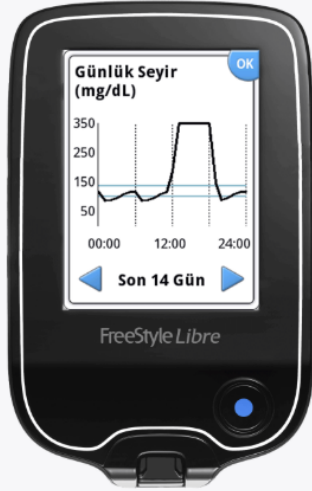 OK
Günlük Seyir
(mg/dL)
350
250
150
50
00:00 12:00 24:00
Son 14 Gün
FreeStyle Libre